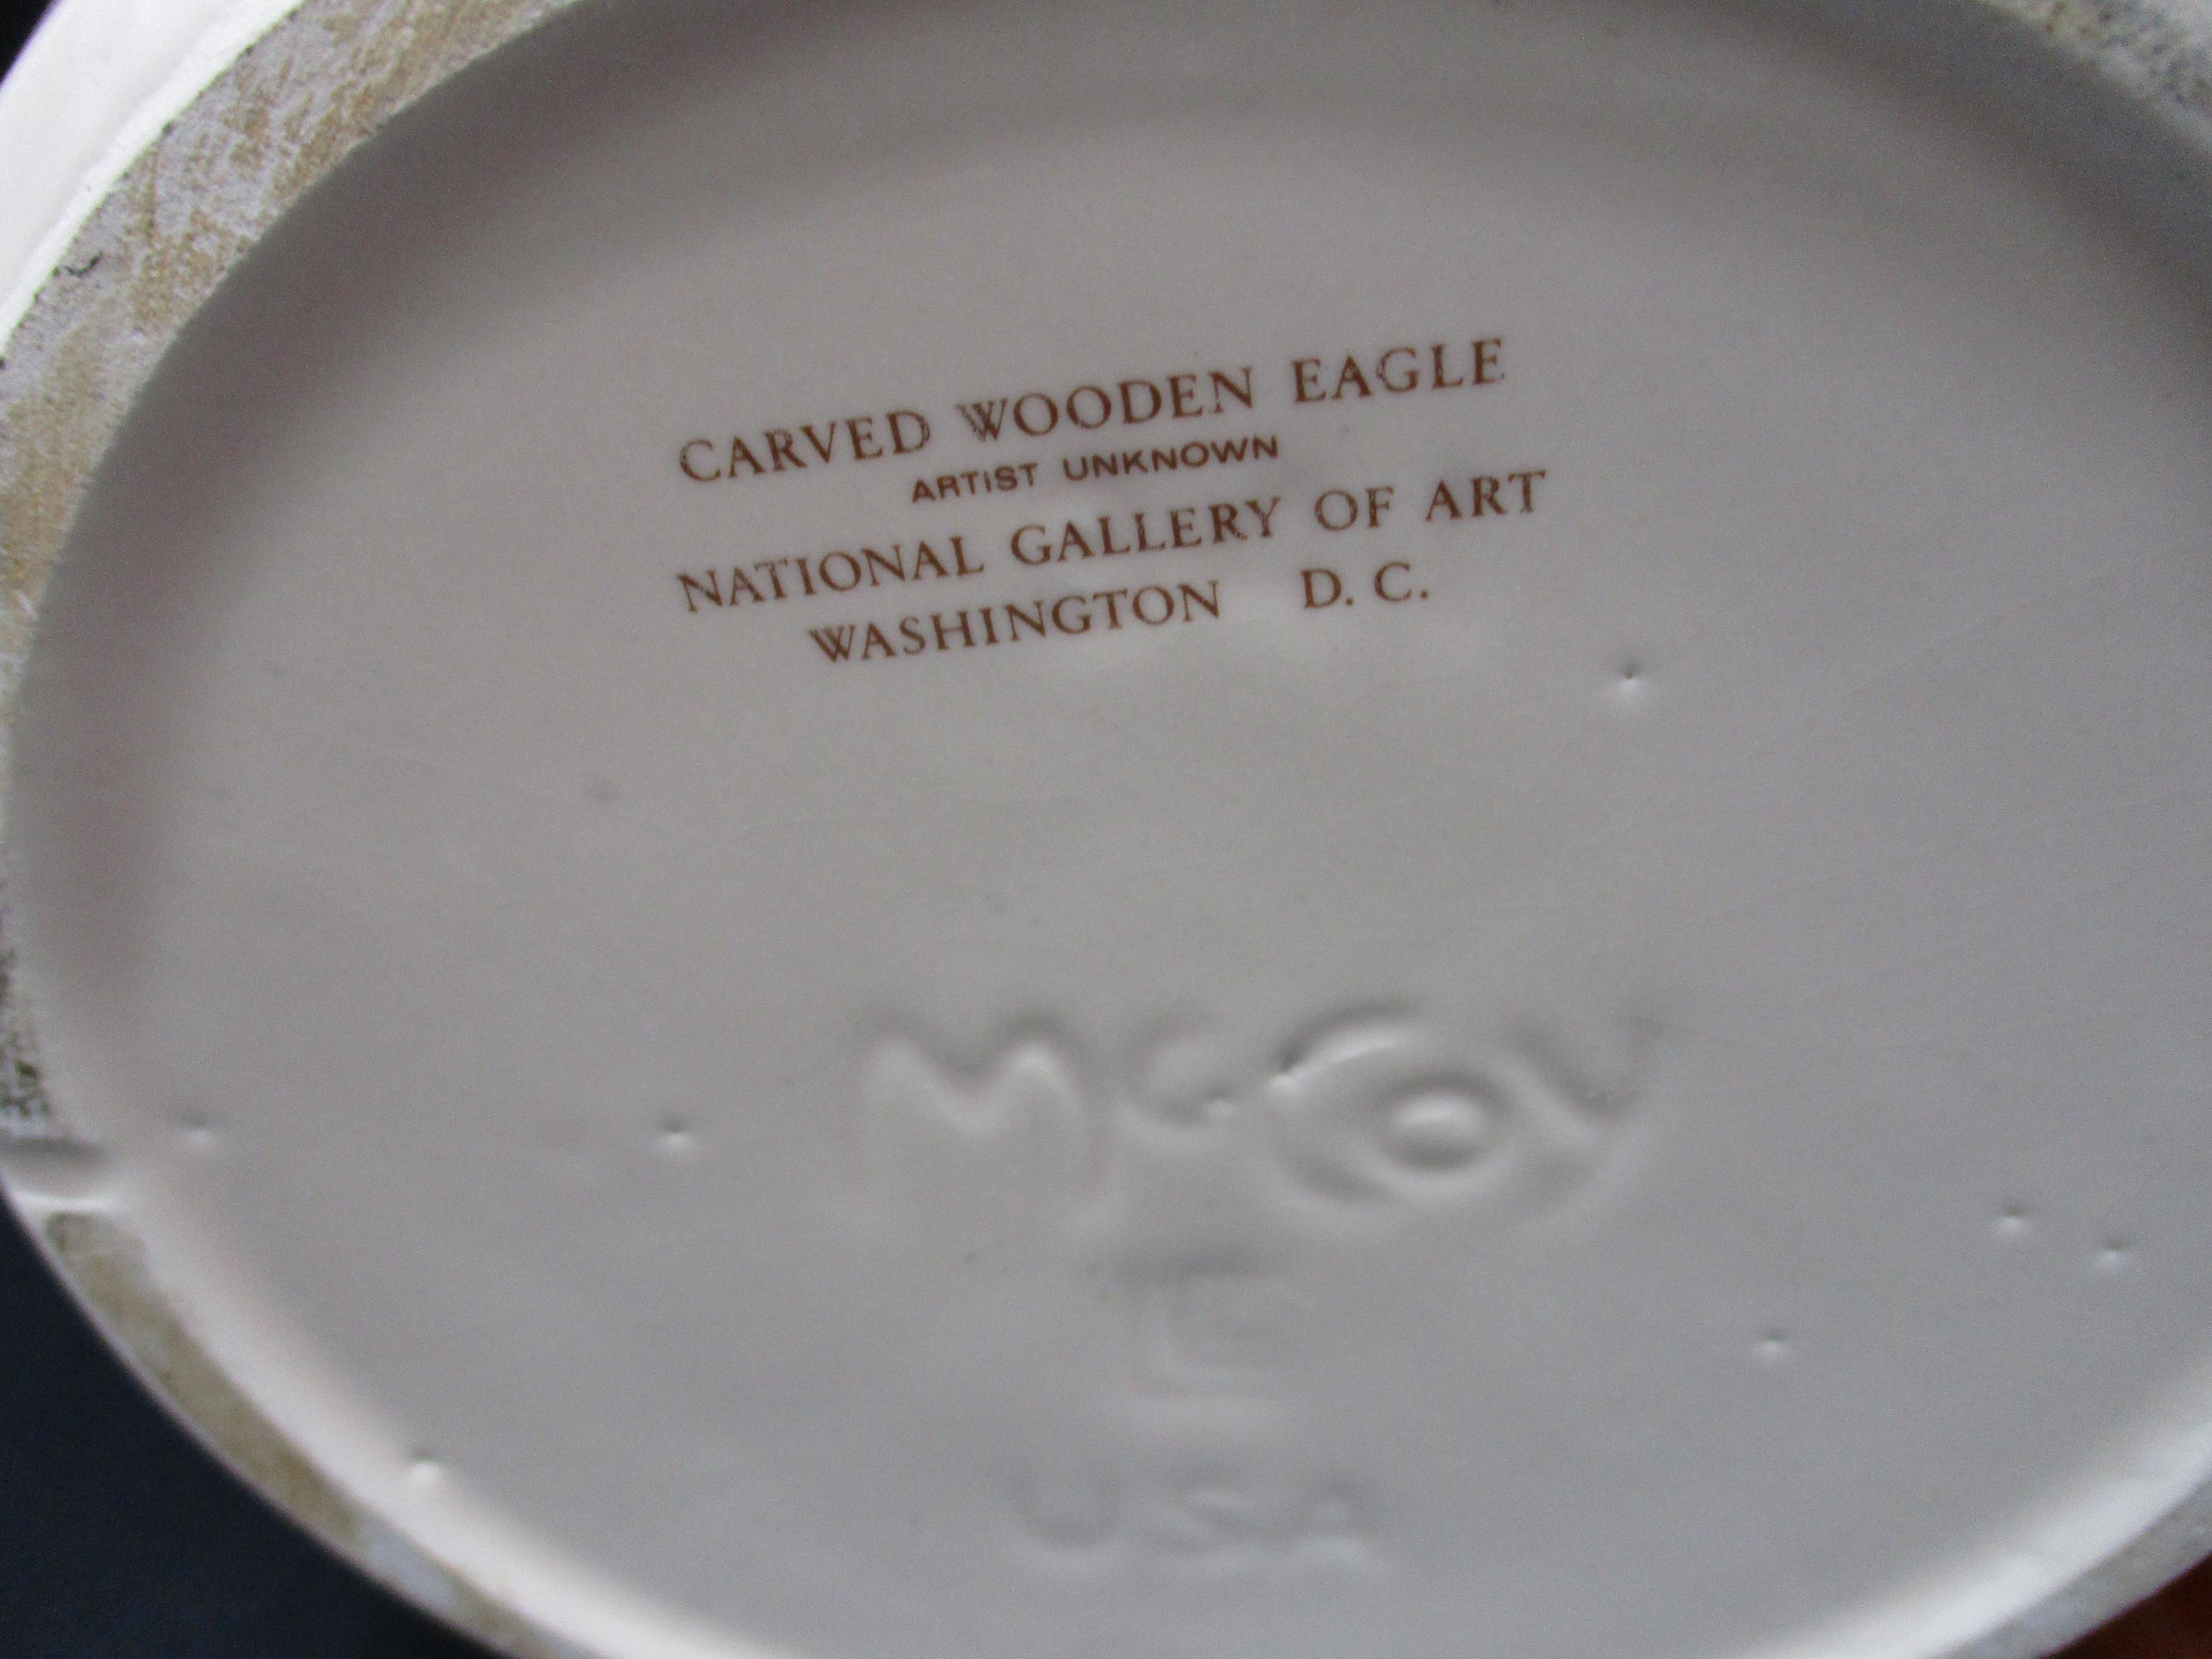 CARVED WOODEN EAGLE
ARTIST UNKNOWN
NATIONAL GALLERY OF ART
WASHINGTON D. C.
McCOY
USA